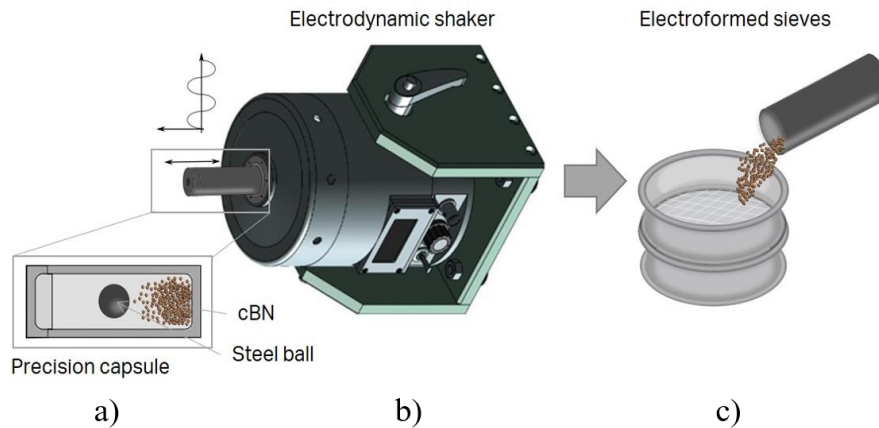 Electrodynamic shaker
Electroformed sieves
cBN
Steel ball
Precision capsule
a)
b)
c)